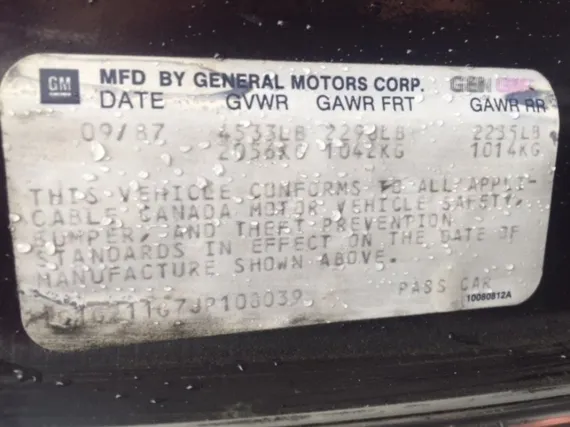 GM MFD BY GENERAL MOTORS CORP. GEN
DATE GVWR GAWR FRT GAWR RR
09/87 4533LB 2298LB 2235LB
2056KG 1042KG 1014KG
THIS VEHICLE CONFORMS TO ALL APPLI-
CABLE CANADA MOTOR VEHICLE SAFETY,
BUMPER, AND THEFT PREVENTION
STANDARDS IN EFFECT ON THE DATE OF
MANUFACTURE SHOWN ABOVE.
PASS CAR
10080812A